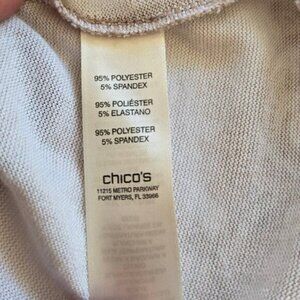 95% POLYESTER
5% SPANDEX
95% POLIÉSTER
5% ELASTANO
95% POLYESTER
5% SPANDEX
chico's
11215 METRO PARKWAY
FORT MYERS, FL 33966